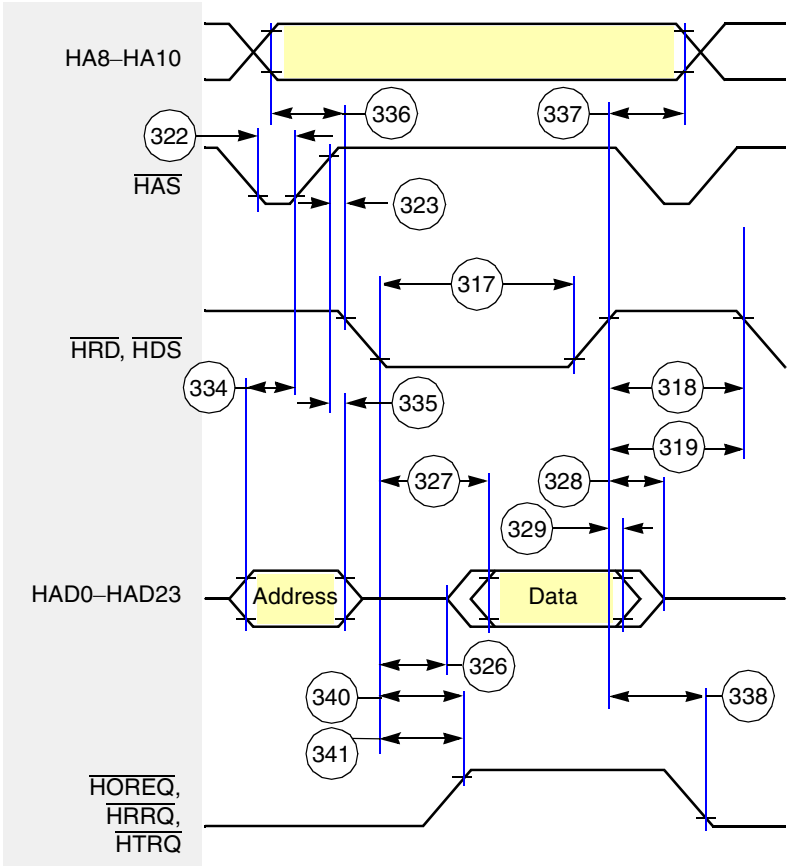 HA8–HA10
336
337
322
HAS
323
317
HRD, HDS
334
335
318
319
327
328
329
HAD0–HAD23
Address
Data
326
340
338
341
HOREQ,
HRRQ,
HTRQ